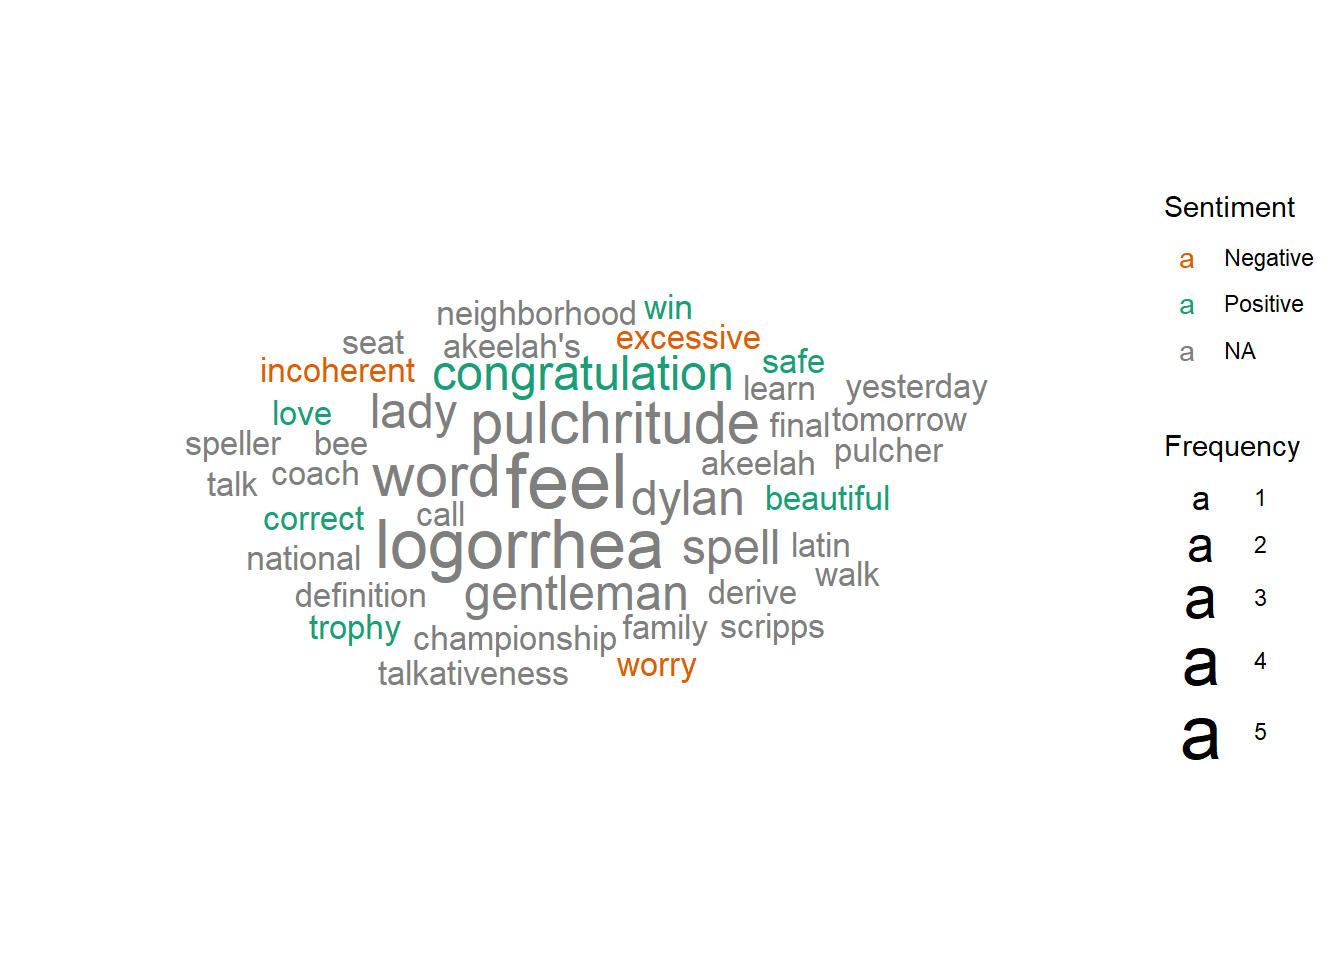 neighborhood win
seat akeelah's excessive
incoherent congratulation safe
learn yesterday
love lady pulchritude final tomorrow
speller bee akeelah pulcher
talk coach word feel dylan beautiful
correct call
national logorrhea spell latin
walk
definition gentleman derive
trophy championship family scripps
talkativeness worry
Sentiment
a Negative
a Positive
a NA
Frequency
a 1
a 2
a 3
a 4
a 5